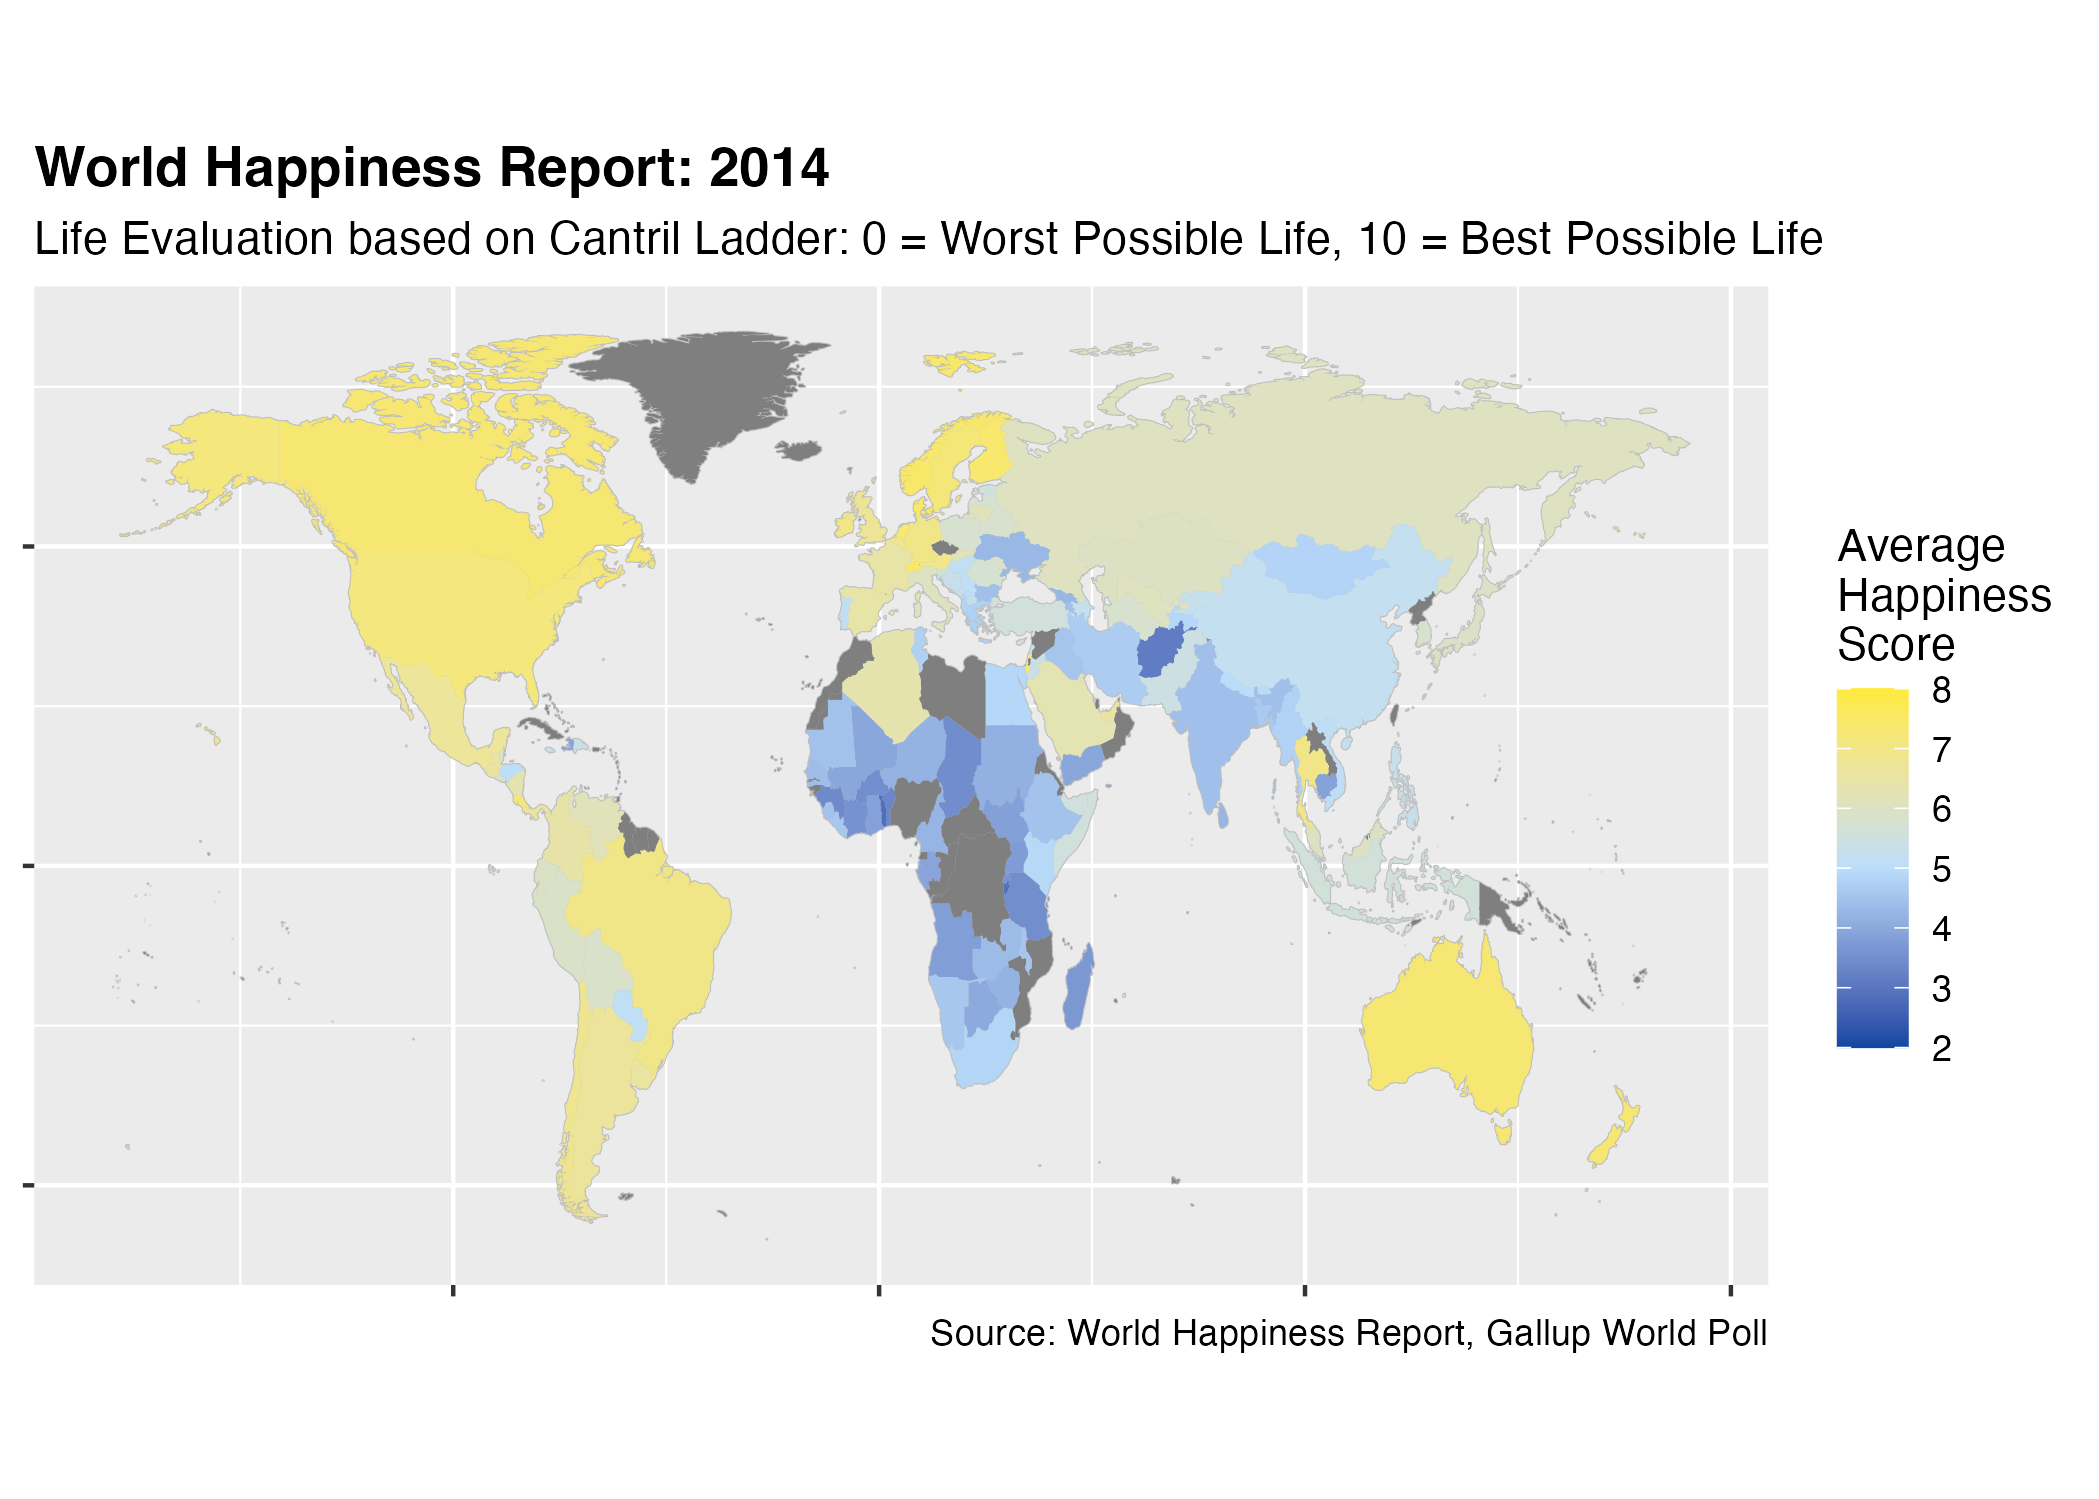 World Happiness Report: 2014
Life Evaluation based on Cantril Ladder: 0 = Worst Possible Life, 10 = Best Possible Life
Average
Happiness
Score
8
7
6
5
4
3
2
Source: World Happiness Report, Gallup World Poll